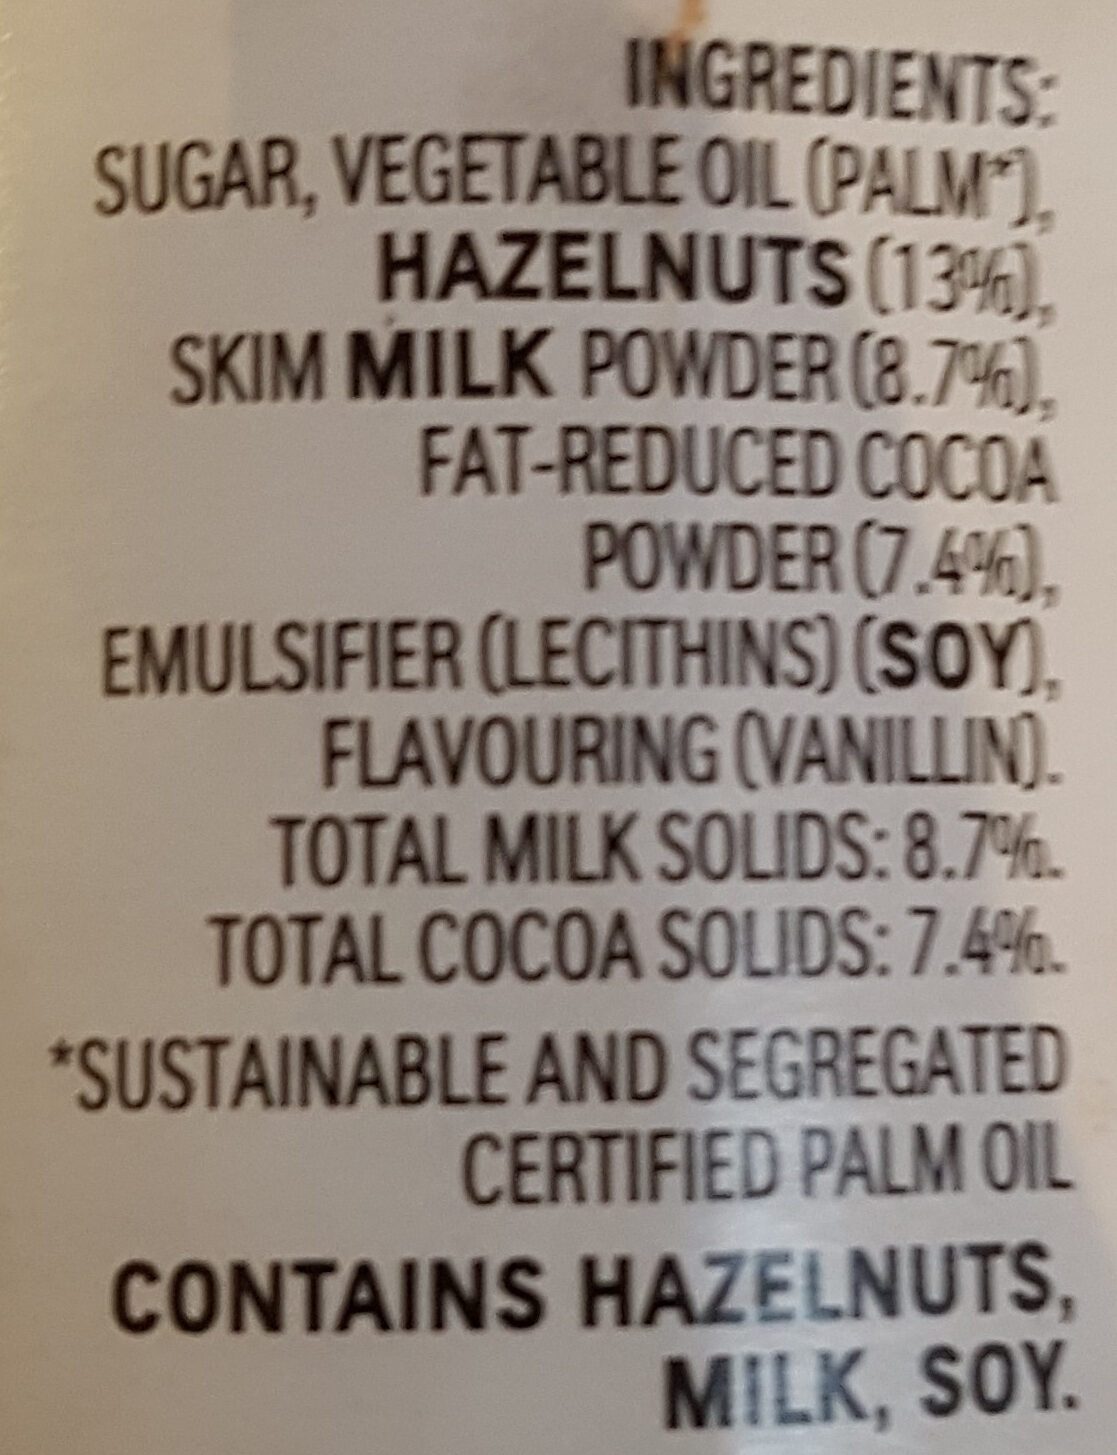 INGREDIENTS:
SUGAR, VEGETABLE OIL (PALM*),
HAZELNUTS (13%),
SKIM MILK POWDER (8.7%),
FAT-REDUCED COCOA
POWDER (7.4%),
EMULSIFIER (LECITHINS) (SOY),
FLAVOURING (VANILLIN).
TOTAL MILK SOLIDS: 8.7%.
TOTAL COCOA SOLIDS: 7.4%.
*SUSTAINABLE AND SEGREGATED
CERTIFIED PALM OIL
CONTAINS HAZELNUTS,
MILK, SOY.